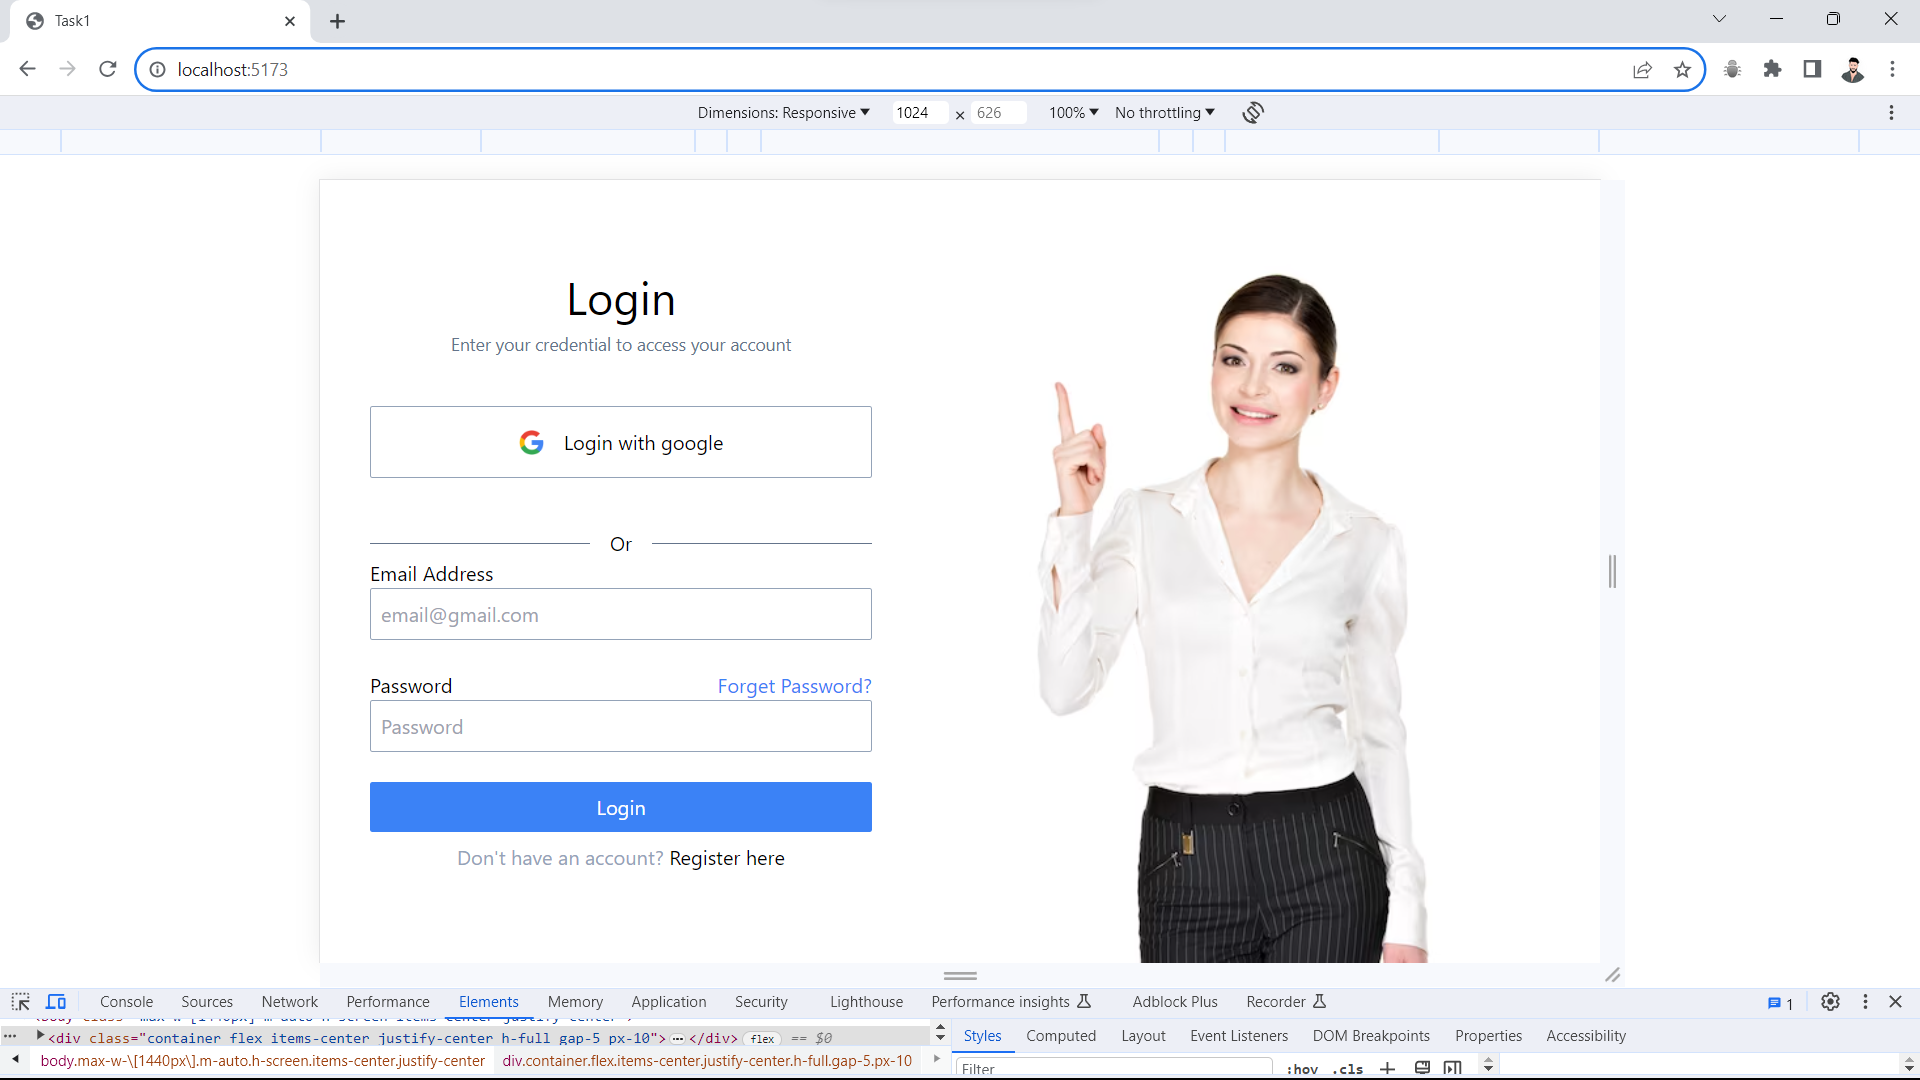 Task1
localhost:5173
Dimensions: Responsive 1024 × 626 100% No throttling
Login
Enter your credential to access your account
Login with google
Or
Email Address
email@gmail.com
Password Forget Password?
Password
Login
Don't have an account? Register here
Console Sources Network Performance Elements Memory Application Security Lighthouse Performance insights Adblock Plus Recorder 1
<div class="container flex items-center justify-center h-full gap-5 px-10">…</div> flex == $0
Styles Computed Layout Event Listeners DOM Breakpoints Properties Accessibility
body.max-w-\[1440px\].m-auto.h-screen.items-center.justify-center div.container.flex.items-center.justify-center.h-full.gap-5.px-10
Filter :hov .cls